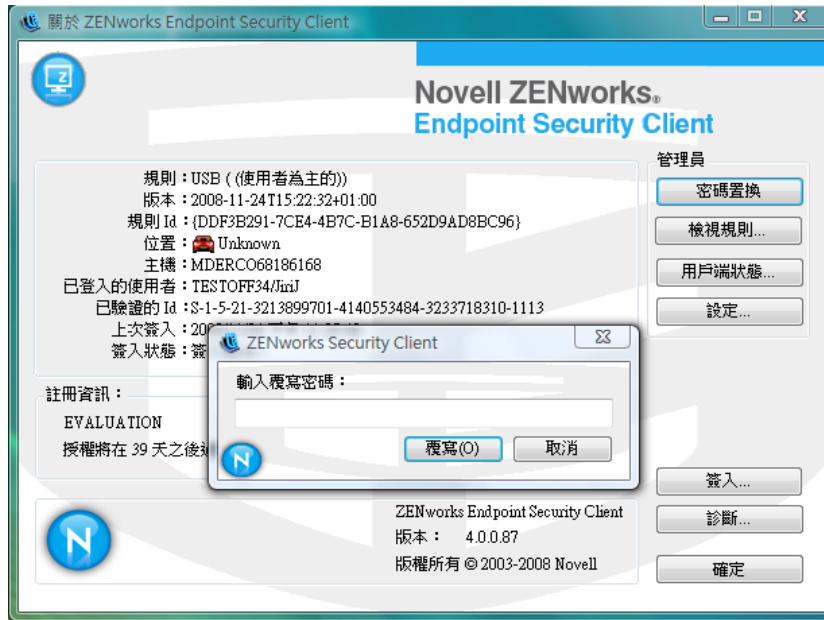 關於 ZENworks Endpoint Security Client
Z
Novell ZENworks®
Endpoint Security Client
規則：USB ( ((使用者為主的))
版本：2008-11-24T15:22:32+01:00
規則 Id：{DDF3B291-7CE4-4B7C-B1A8-652D9AD8BC96}
位置：Unknown
主機：MDERCO68186168
已登入的使用者：TESTOFF34/JiriJ
已驗證的 Id：S-1-5-21-3213899701-4140553484-3233718310-1113
上次簽入：
簽入狀態：簽
管理員
密碼置換
檢視規則...
用戶端狀態...
設定...
ZENworks Security Client
輸入覆寫密碼：
覆寫(O)
取消
N
註冊資訊：
EVALUATION
授權將在 39 天之後
簽入...
診斷...
確定
N
ZENworks Endpoint Security Client
版本： 4.0.0.87
版權所有 © 2003-2008 Novell